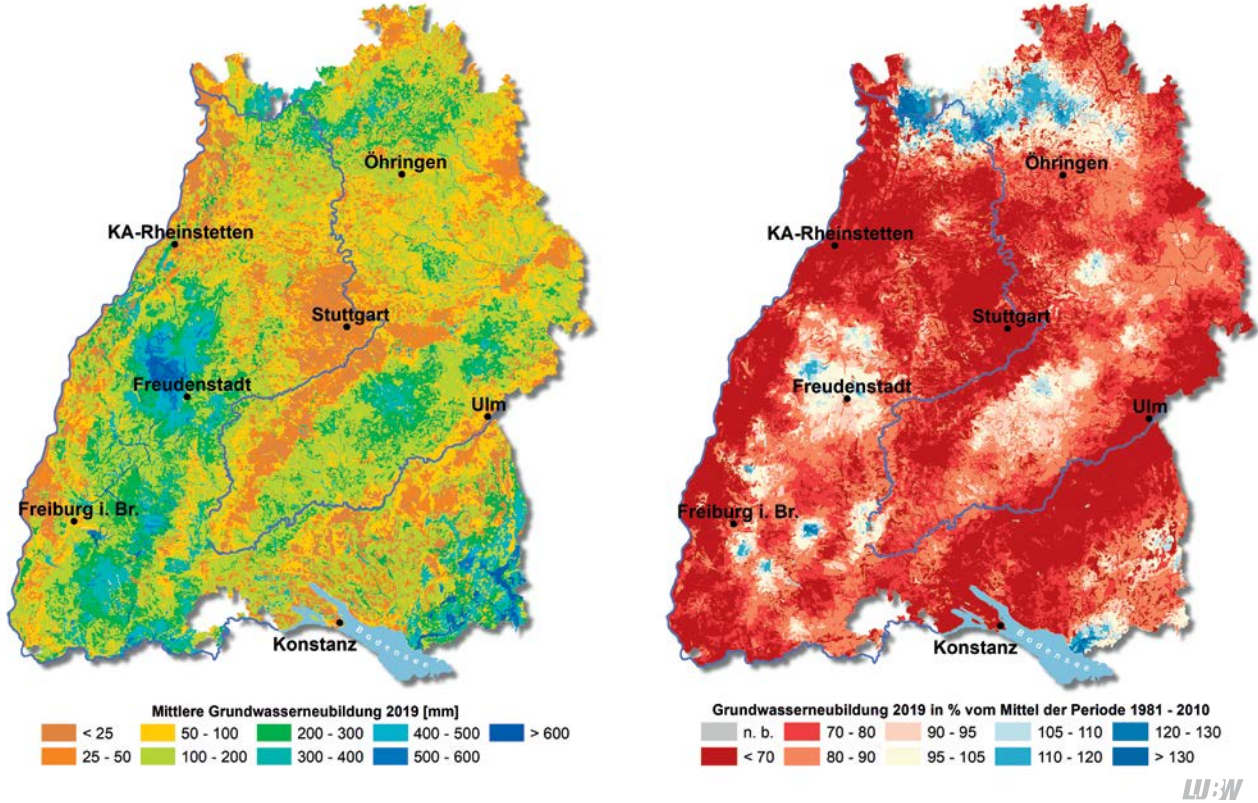 Öhringen
KA-Rheinstetten
Stuttgart
Freudenstadt
Ulm
Freiburg i. Br.
Konstanz
Bodensee
Mittlere Grundwasserneubildung 2019 [mm]
< 25 50 - 100 200 - 300 400 - 500 > 600
25 - 50 100 - 200 300 - 400 500 - 600
Öhringen
KA-Rheinstetten
Stuttgart
Freudenstadt
Ulm
Freiburg i. Br.
Konstanz
Bodensee
Grundwasserneubildung 2019 in % vom Mittel der Periode 1981 - 2010
n. b. 70 - 80 90 - 95 105 - 110 120 - 130
< 70 80 - 90 95 - 105 110 - 120 > 130
LUBW